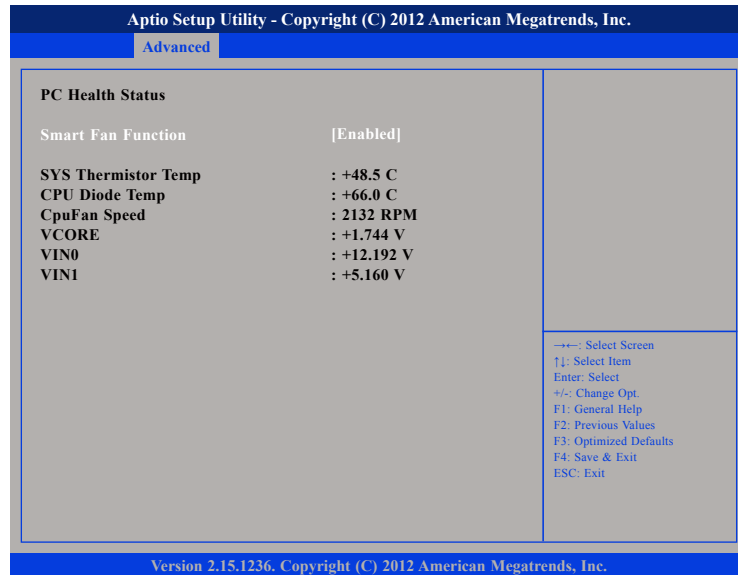 Aptio Setup Utility - Copyright (C) 2012 American Megatrends, Inc.
Advanced
PC Health Status
Smart Fan Function [Enabled]
SYS Thermistor Temp : +48.5 C
CPU Diode Temp : +66.0 C
CpuFan Speed : 2132 RPM
VCORE : +1.744 V
VIN0 : +12.192 V
VIN1 : +5.160 V
→←: Select Screen
↑↓: Select Item
Enter: Select
+/-: Change Opt.
F1: General Help
F2: Previous Values
F3: Optimized Defaults
F4: Save & Exit
ESC: Exit
Version 2.15.1236. Copyright (C) 2012 American Megatrends, Inc.